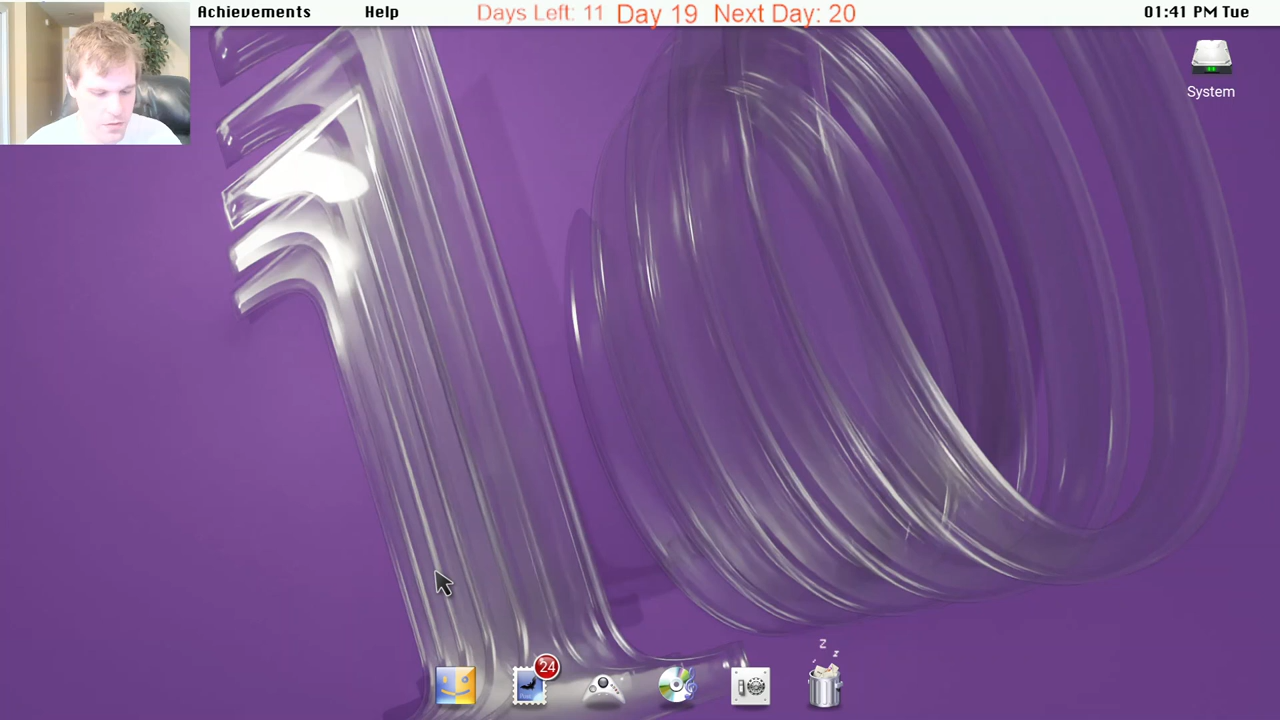 Achievements Help Days Left: 11 Day 19 Next Day: 20 01:41 PM Tue
System
24
z
z
z